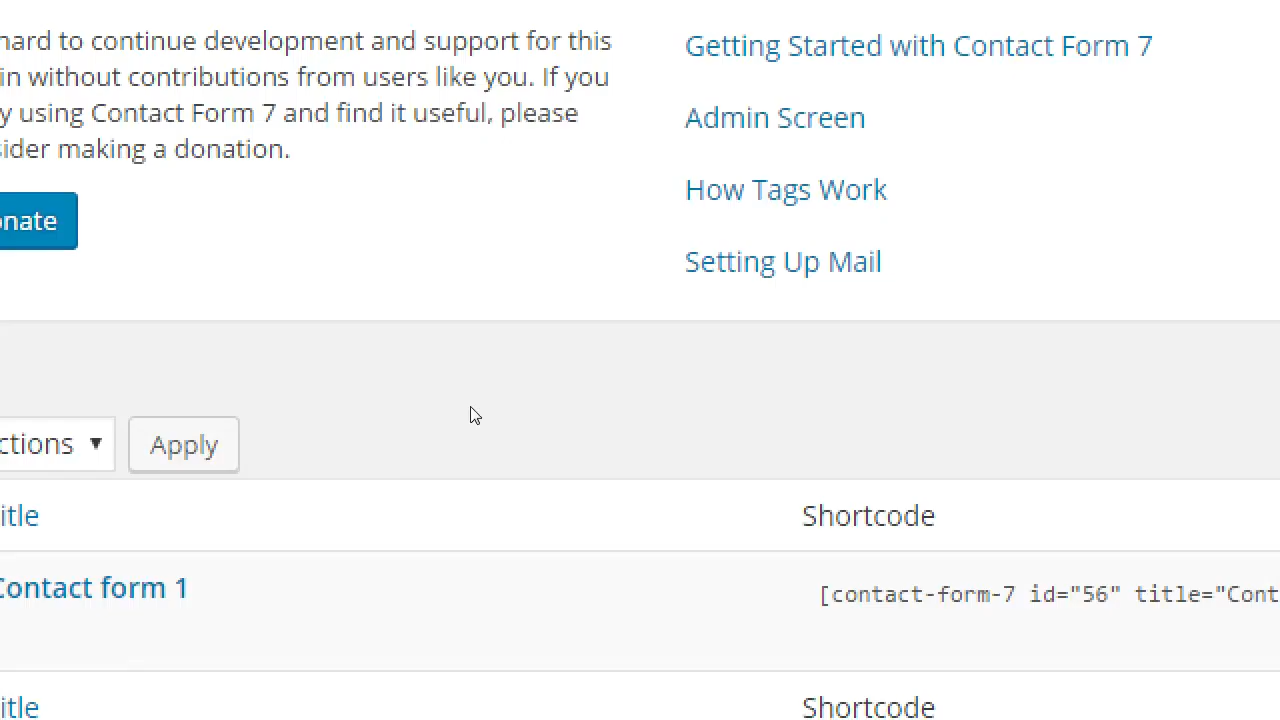 hard to continue development and support for this
in without contributions from users like you. If you
y using Contact Form 7 and find it useful, please
sider making a donation.
onate
Getting Started with Contact Form 7
Admin Screen
How Tags Work
Setting Up Mail
ctions ▼ Apply
itle Shortcode
Contact form 1 [contact-form-7 id="56" title="Cont
itle Shortcode